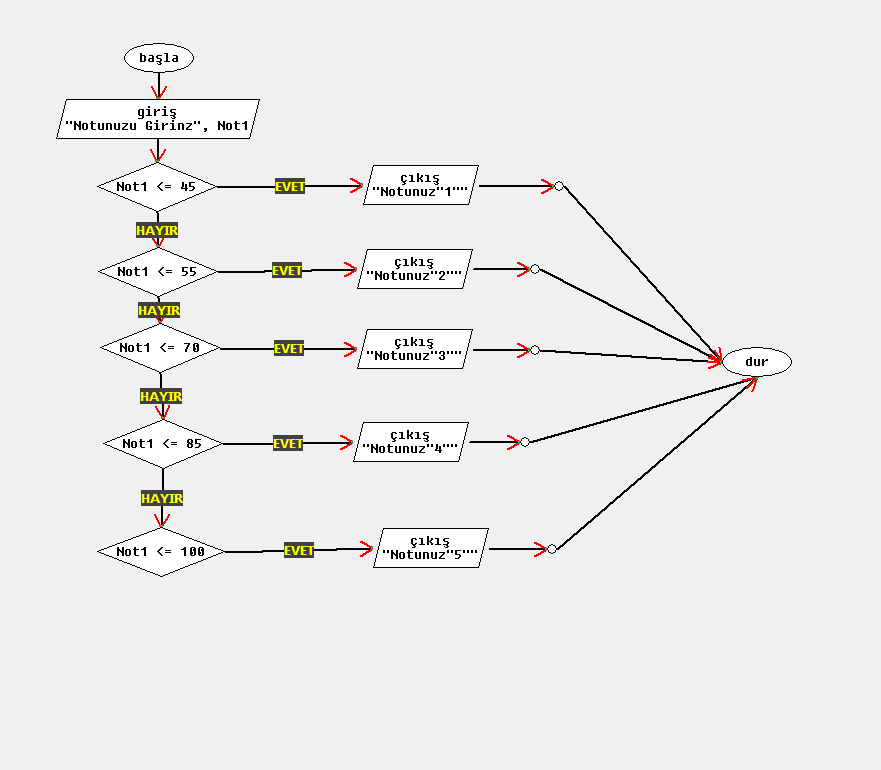 başla
giriş
"Notunuzu Girinz", Not1
Not1 <= 45
EVET
çıkış
"Notunuz"1""
HAYIR
Not1 <= 55
EVET
çıkış
"Notunuz"2""
HAYIR
Not1 <= 70
EVET
çıkış
"Notunuz"3""
dur
HAYIR
Not1 <= 85
EVET
çıkış
"Notunuz"4""
HAYIR
Not1 <= 100
EVET
çıkış
"Notunuz"5""